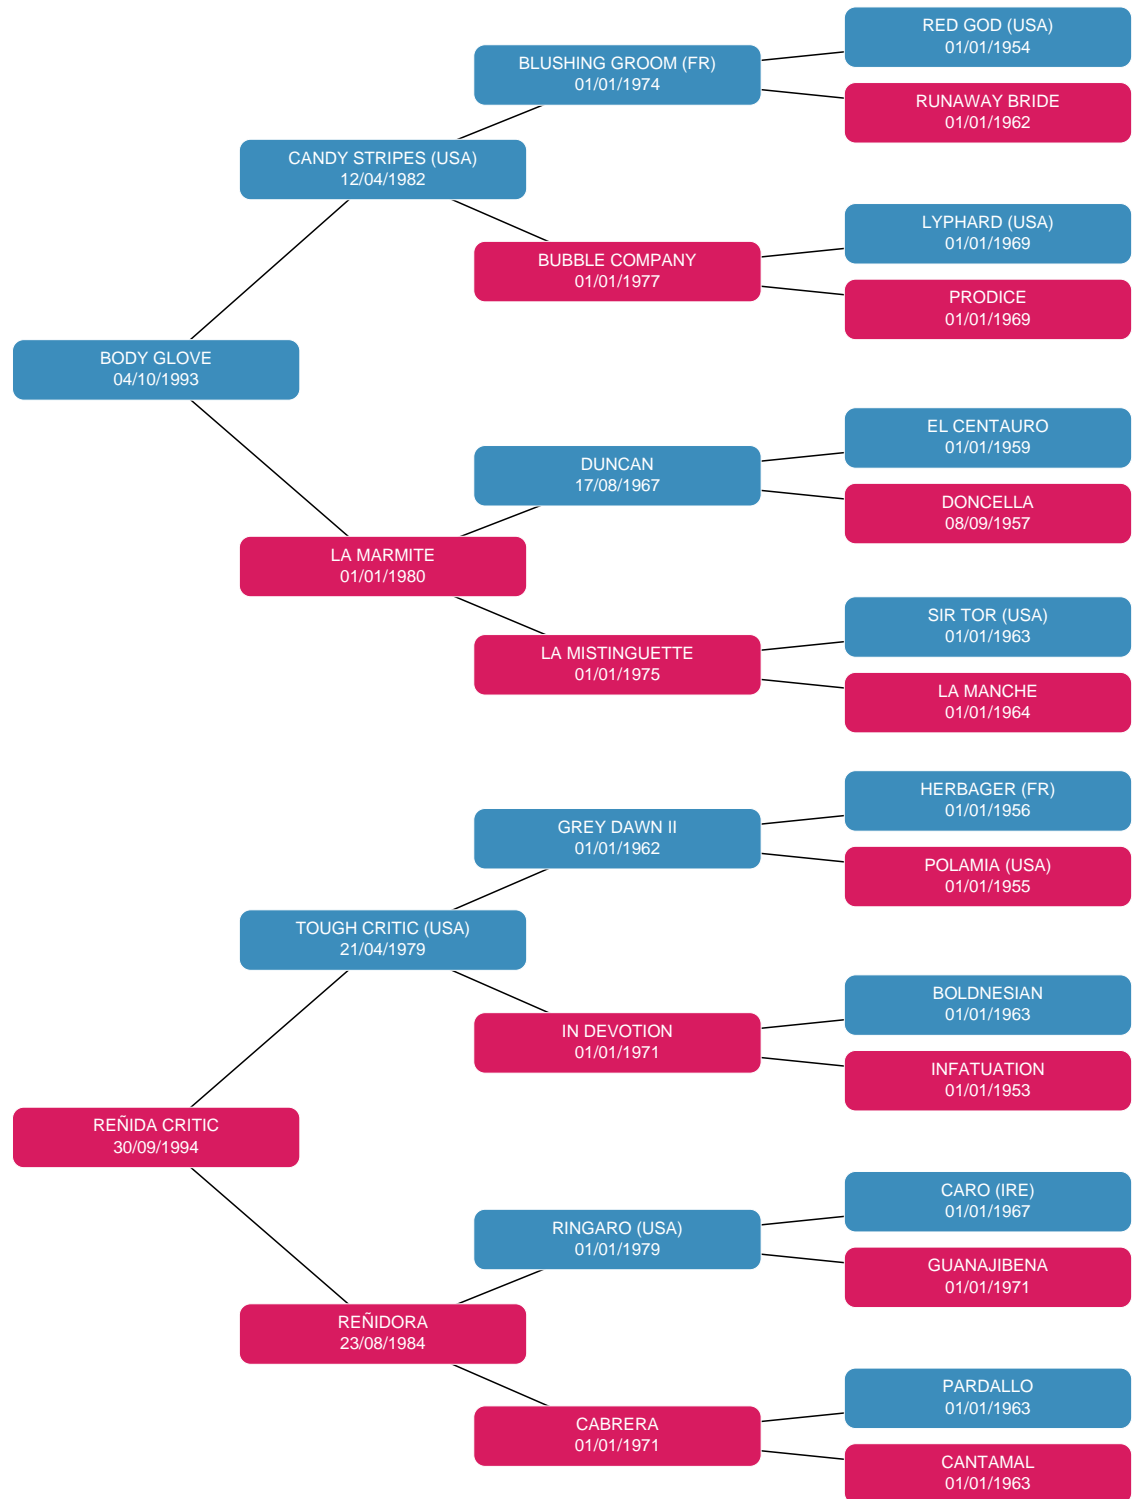 RED GOD (USA)
01/01/1954
BLUSHING GROOM (FR)
01/01/1974
RUNAWAY BRIDE
01/01/1962
CANDY STRIPES (USA)
12/04/1982
LYPHARD (USA)
01/01/1969
BUBBLE COMPANY
01/01/1977
PRODICE
01/01/1969
BODY GLOVE
04/10/1993
EL CENTAURO
01/01/1959
DUNCAN
17/08/1967
DONCELLA
08/09/1957
LA MARMITE
01/01/1980
SIR TOR (USA)
01/01/1963
LA MISTINGUETTE
01/01/1975
LA MANCHE
01/01/1964
HERBAGER (FR)
01/01/1956
GREY DAWN II
01/01/1962
POLAMIA (USA)
01/01/1955
TOUGH CRITIC (USA)
21/04/1979
BOLDNESIAN
01/01/1963
IN DEVOTION
01/01/1971
INFATUATION
01/01/1953
REÑIDA CRITIC
30/09/1994
CARO (IRE)
01/01/1967
RINGARO (USA)
01/01/1979
GUANAJIBENA
01/01/1971
REÑIDORA
23/08/1984
PARDALLO
01/01/1963
CABRERA
01/01/1971
CANTAMAL
01/01/1963